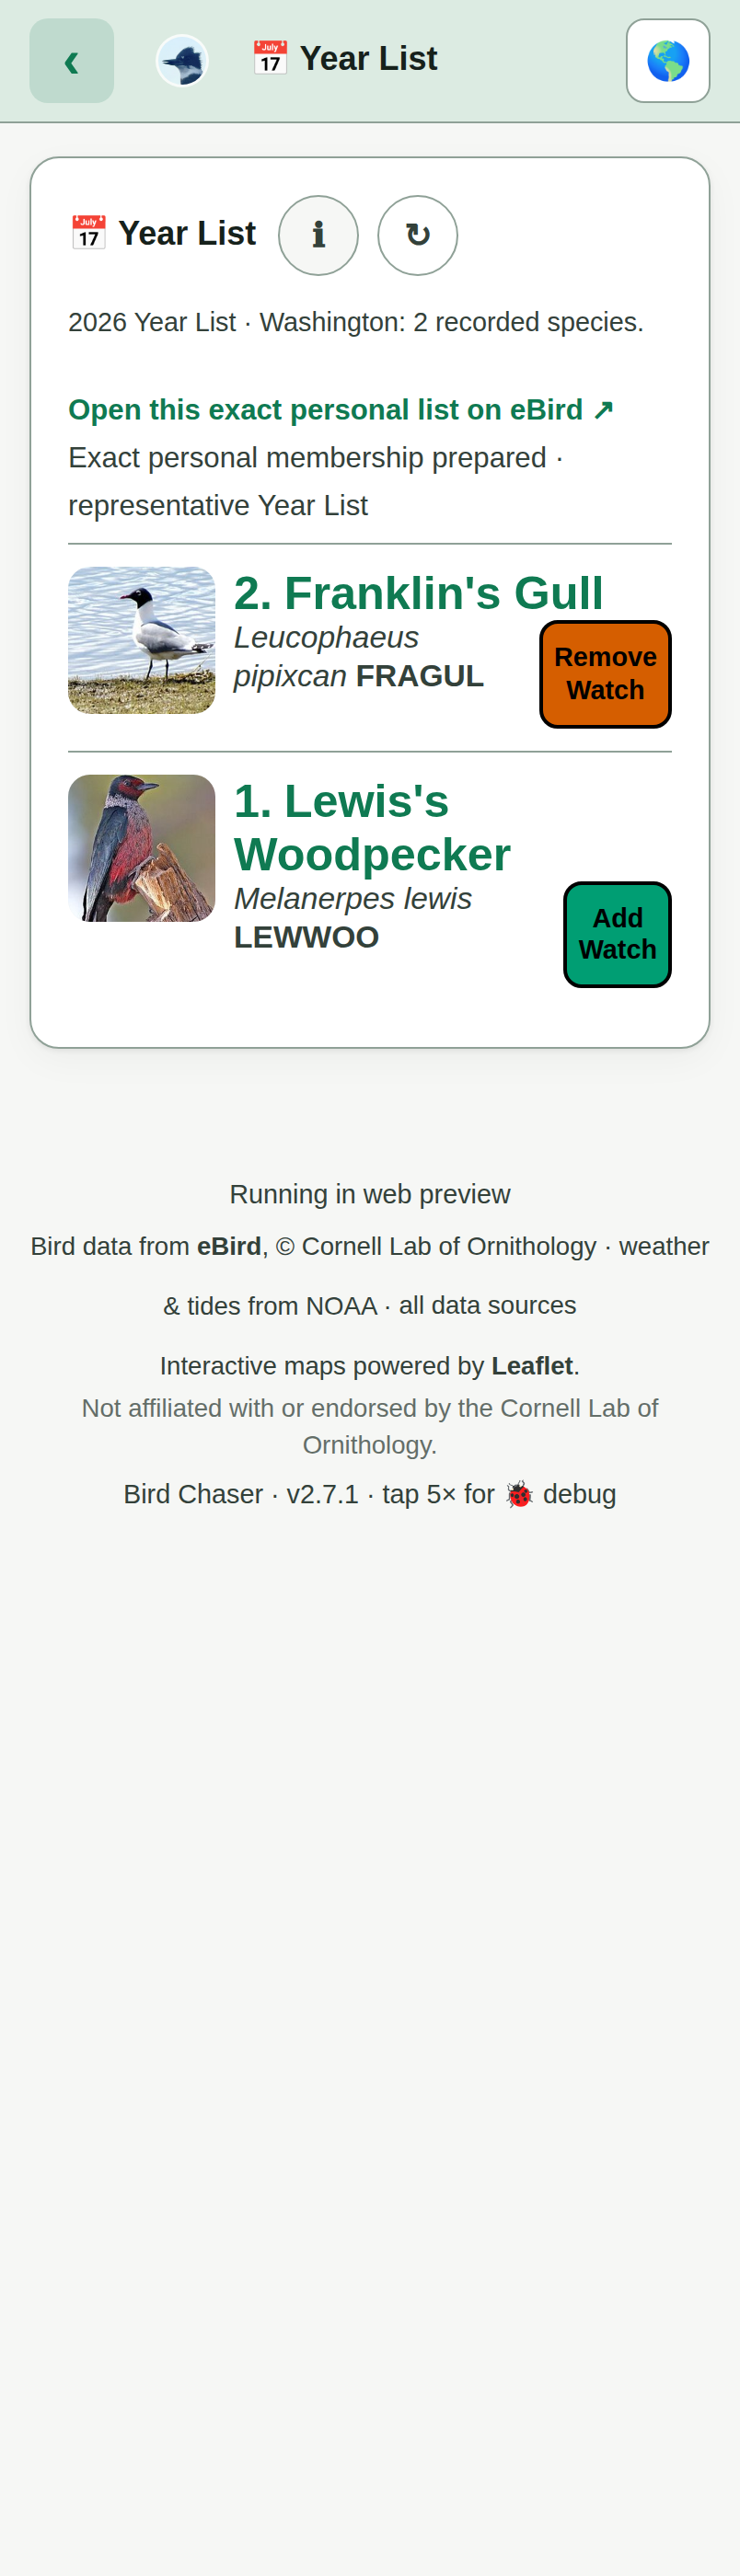 ‹ 📅 Year List 🌎
📅 Year List ℹ ↻
2026 Year List · Washington: 2 recorded species.
Open this exact personal list on eBird ↗
Exact personal membership prepared ·
representative Year List
2. Franklin's Gull
Leucophaeus
pipixcan FRAGUL
Remove
Watch
1. Lewis's
Woodpecker
Melanerpes lewis
LEWWOO
Add
Watch
Running in web preview
Bird data from eBird, © Cornell Lab of Ornithology · weather
& tides from NOAA · all data sources
Interactive maps powered by Leaflet.
Not affiliated with or endorsed by the Cornell Lab of
Ornithology.
Bird Chaser · v2.7.1 · tap 5× for 🐞 debug